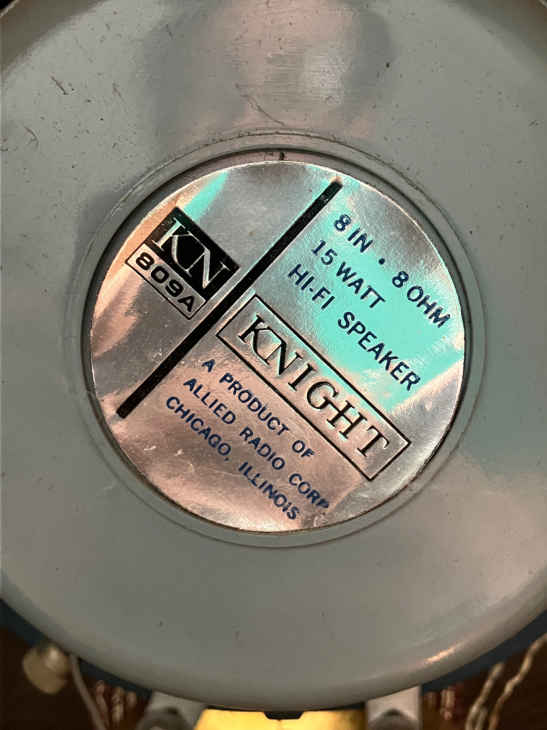 KN
809A
8 IN • 8 OHM
15 WATT
HI-FI SPEAKER
KNIGHT
A PRODUCT OF
ALLIED RADIO CORP
CHICAGO, ILLINOIS